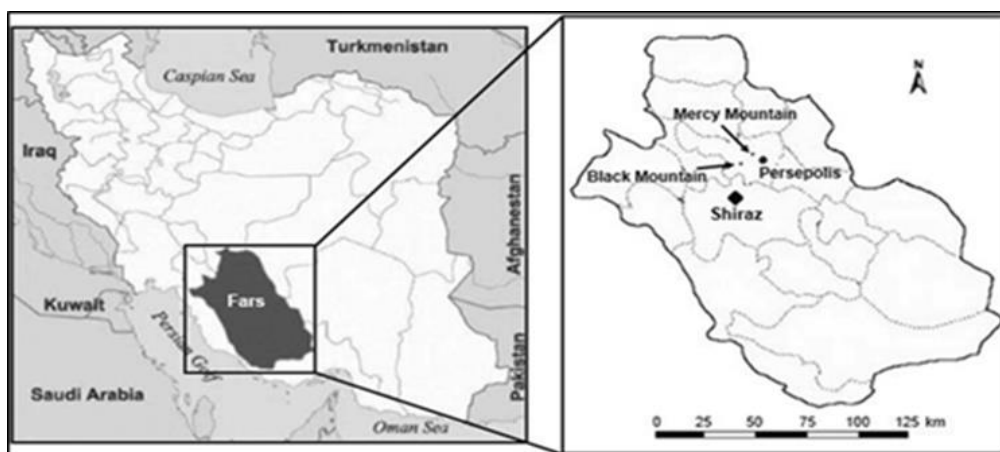 Turkmenistan
Caspian Sea
Iraq
Afghanestan
Kuwait
Fars
Persian Golf
Pakistan
Saudi Arabia
Oman Sea
N
Mercy Mountain
Black Mountain
Persepolis
Shiraz
0 25 50 75 100 125 km